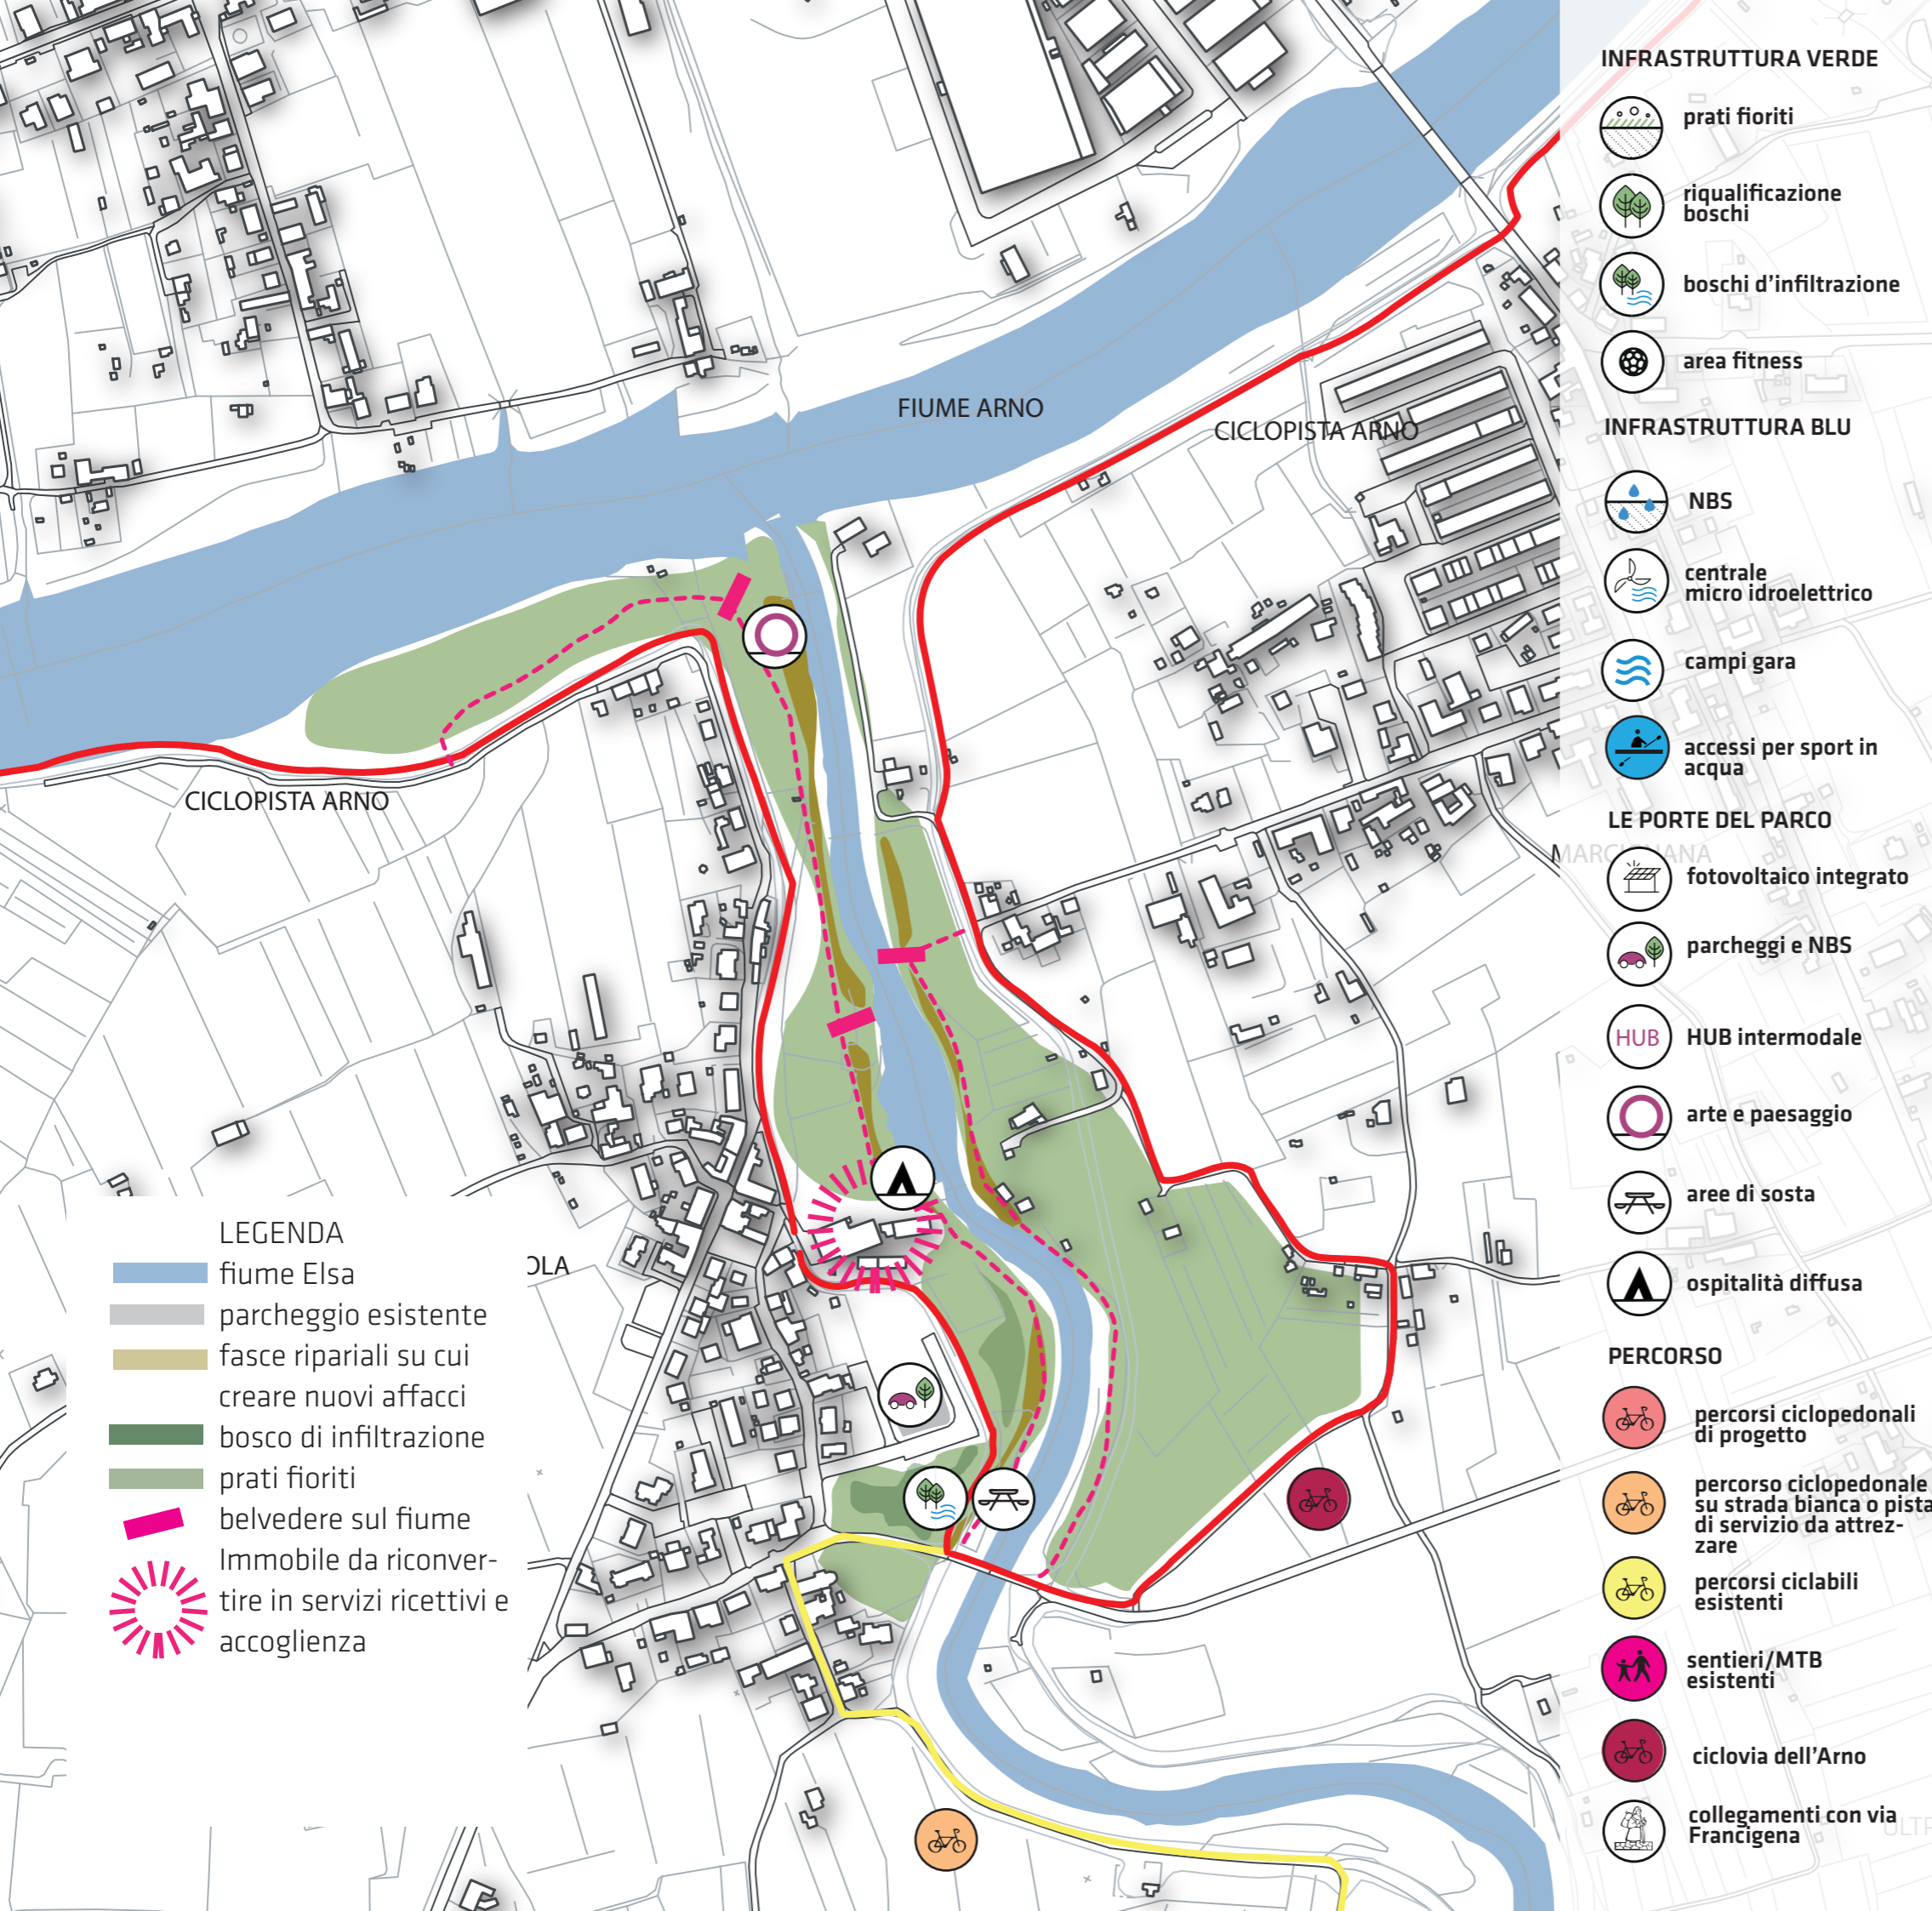 FIUME ARNO
CICLOPISTA ARNO
CICLOPISTA ARNO
MARCIGNANA
OLA
LEGENDA
fiume Elsa
parcheggio esistente
fasce ripariali su cui
creare nuovi affacci
bosco di infiltrazione
prati fioriti
belvedere sul fiume
Immobile da riconver-
tire in servizi ricettivi e
accoglienza
INFRASTRUTTURA VERDE
prati fioriti
riqualificazione
boschi
boschi d'infiltrazione
area fitness
INFRASTRUTTURA BLU
NBS
centrale
micro idroelettrico
campi gara
accessi per sport in
acqua
LE PORTE DEL PARCO
fotovoltaico integrato
parcheggi e NBS
HUB
HUB intermodale
arte e paesaggio
aree di sosta
ospitalità diffusa
PERCORSO
percorsi ciclopedonali
di progetto
percorso ciclopedonale
su strada bianca o pista
di servizio da attrez-
zare
percorsi ciclabili
esistenti
sentieri/MTB
esistenti
ciclovia dell'Arno
collegamenti con via
Francigena